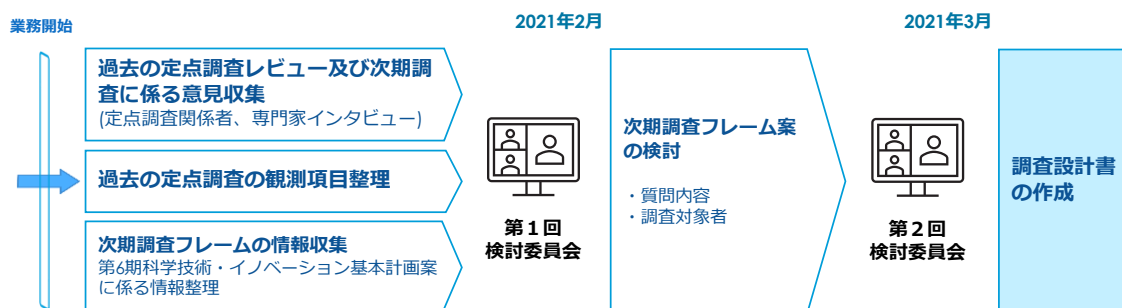 業務開始
2021年2月
2021年3月
過去の定点調査レビュー及び次期調
査に係る意見収集
(定点調査関係者、専門家インタビュー)
過去の定点調査の観測項目整理
次期調査フレームの情報収集
第6期科学技術・イノベーション基本計画案
に係る情報整理
第１回
検討委員会
次期調査フレーム案
の検討
・質問内容
・調査対象者
第２回
検討委員会
調査設計書
の作成